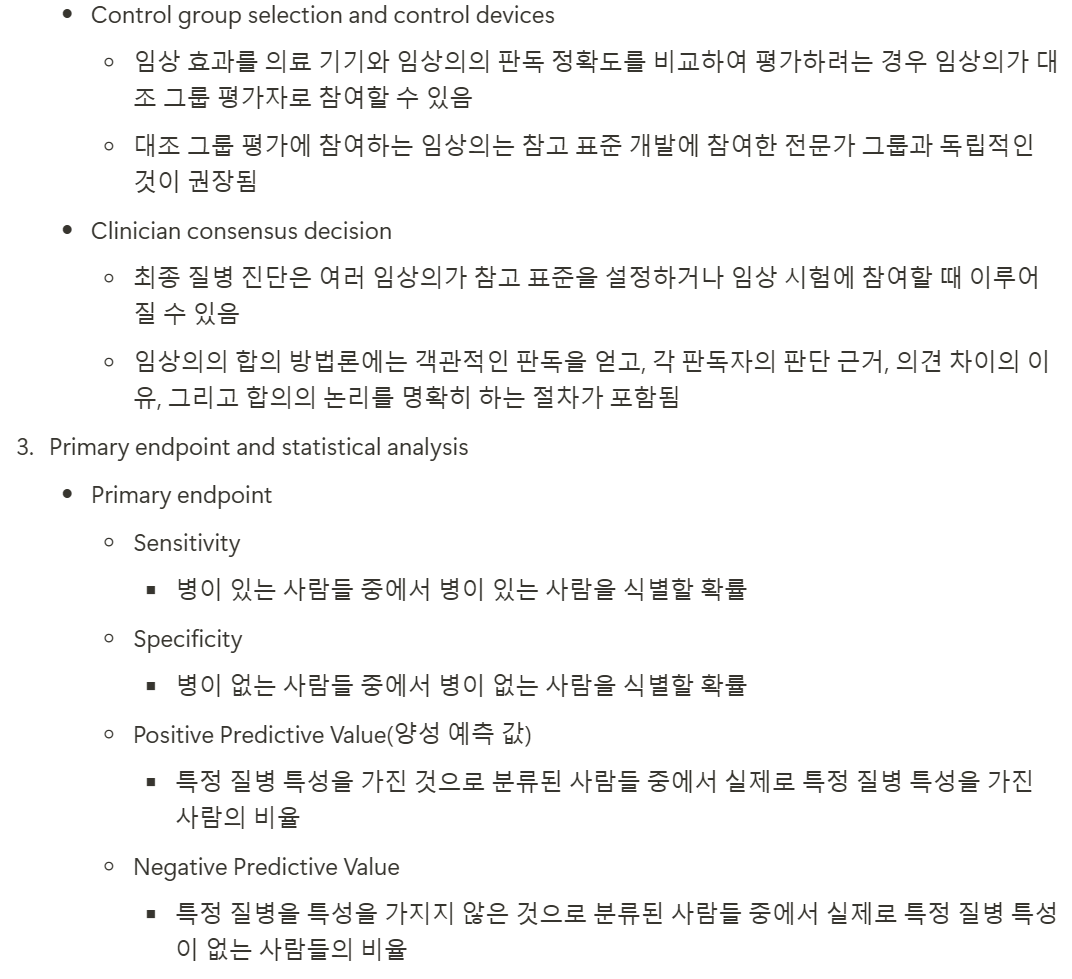 • Control group selection and control devices
◦ 임상 효과를 의료 기기와 임상의의 판독 정확도를 비교하여 평가하려는 경우 임상의가 대
조 그룹 평가자로 참여할 수 있음
◦ 대조 그룹 평가에 참여하는 임상의는 참고 표준 개발에 참여한 전문가 그룹과 독립적인
것이 권장됨
• Clinician consensus decision
◦ 최종 질병 진단은 여러 임상의가 참고 표준을 설정하거나 임상 시험에 참여할 때 이루어
질 수 있음
◦ 임상의의 합의 방법론에는 객관적인 판독을 얻고, 각 판독자의 판단 근거, 의견 차이의 이
유, 그리고 합의의 논리를 명확히 하는 절차가 포함됨
3. Primary endpoint and statistical analysis
• Primary endpoint
◦ Sensitivity
▪ 병이 있는 사람들 중에서 병이 있는 사람을 식별할 확률
◦ Specificity
▪ 병이 없는 사람들 중에서 병이 없는 사람을 식별할 확률
◦ Positive Predictive Value(양성 예측 값)
▪ 특정 질병 특성을 가진 것으로 분류된 사람들 중에서 실제로 특정 질병 특성을 가진
사람의 비율
◦ Negative Predictive Value
▪ 특정 질병을 특성을 가지지 않은 것으로 분류된 사람들 중에서 실제로 특정 질병 특성
이 없는 사람들의 비율